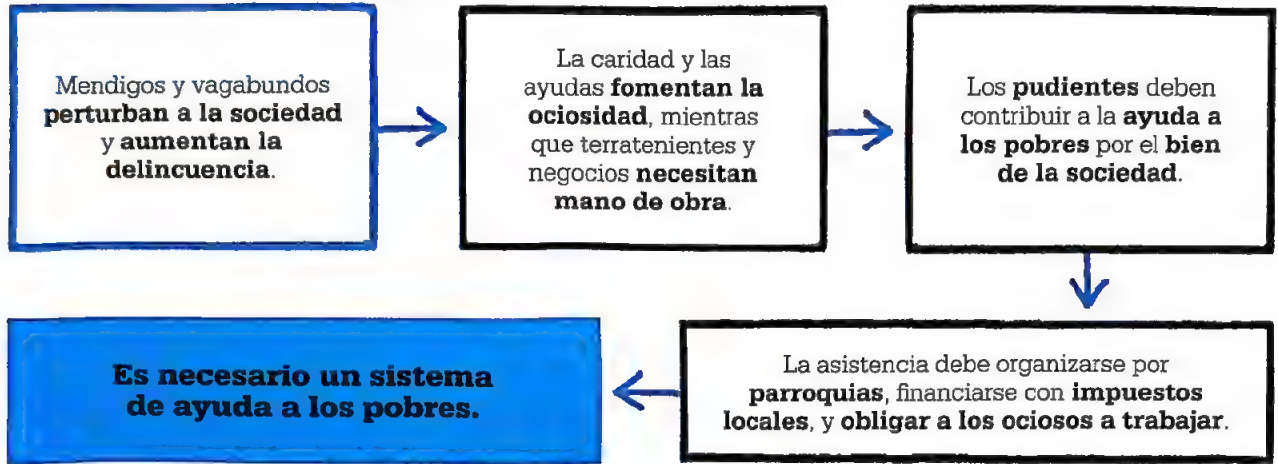 Mendigos y vagabundos
perturban a la sociedad
y aumentan la
delincuencia.
La caridad y las
ayudas fomentan la
ociosidad, mientras
que terratenientes y
negocios necesitan
mano de obra.
Los pudientes deben
contribuir a la ayuda a
los pobres por el bien
de la sociedad.
La asistencia debe organizarse por
parroquias, financiarse con impuestos
locales, y obligar a los ociosos a trabajar.
Es necesario un sistema
de ayuda a los pobres.